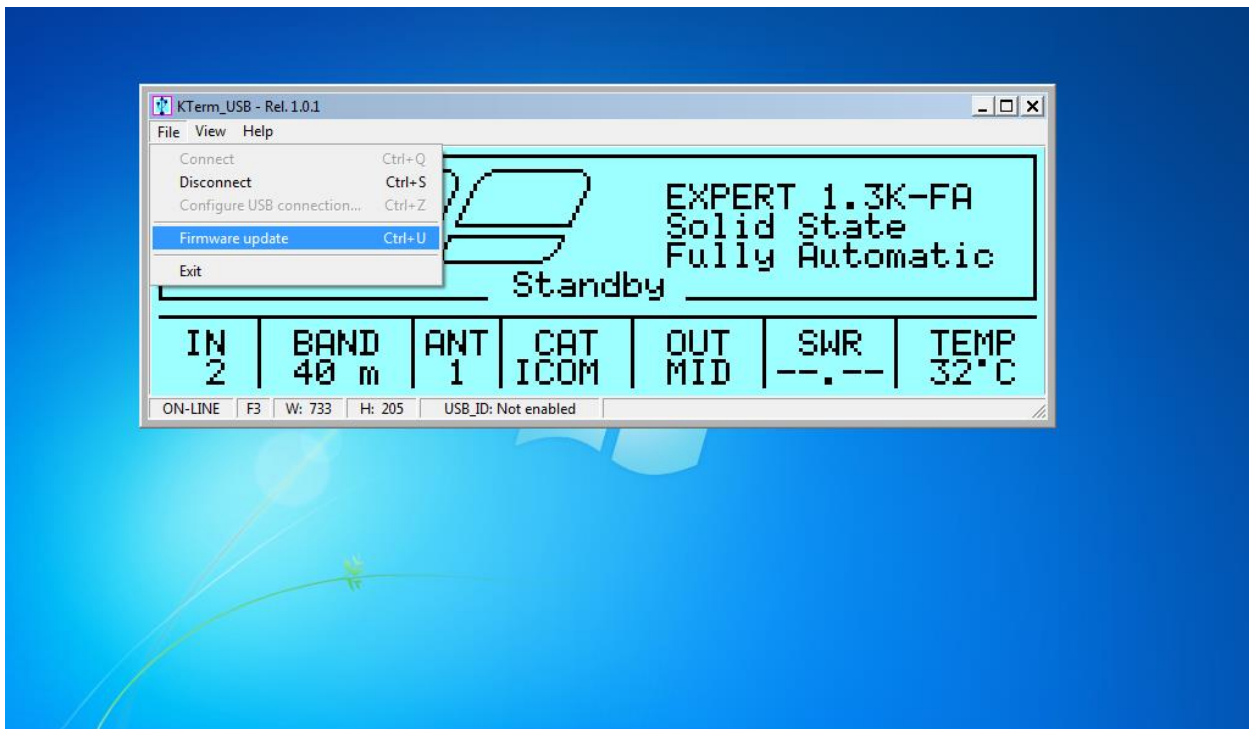 KTerm_USB - Rel. 1.0.1
File View Help
Connect Ctrl+Q
Disconnect Ctrl+S
Configure USB connection... Ctrl+Z
Firmware update Ctrl+U
Exit
EXPERT 1.3K-FA
Solid State
Fully Automatic
Standby
IN BAND ANT CAT OUT SWR TEMP
2 40 m 1 ICOM MID --.-- 32°C
ON-LINE F3 W: 733 H: 205 USB_ID: Not enabled